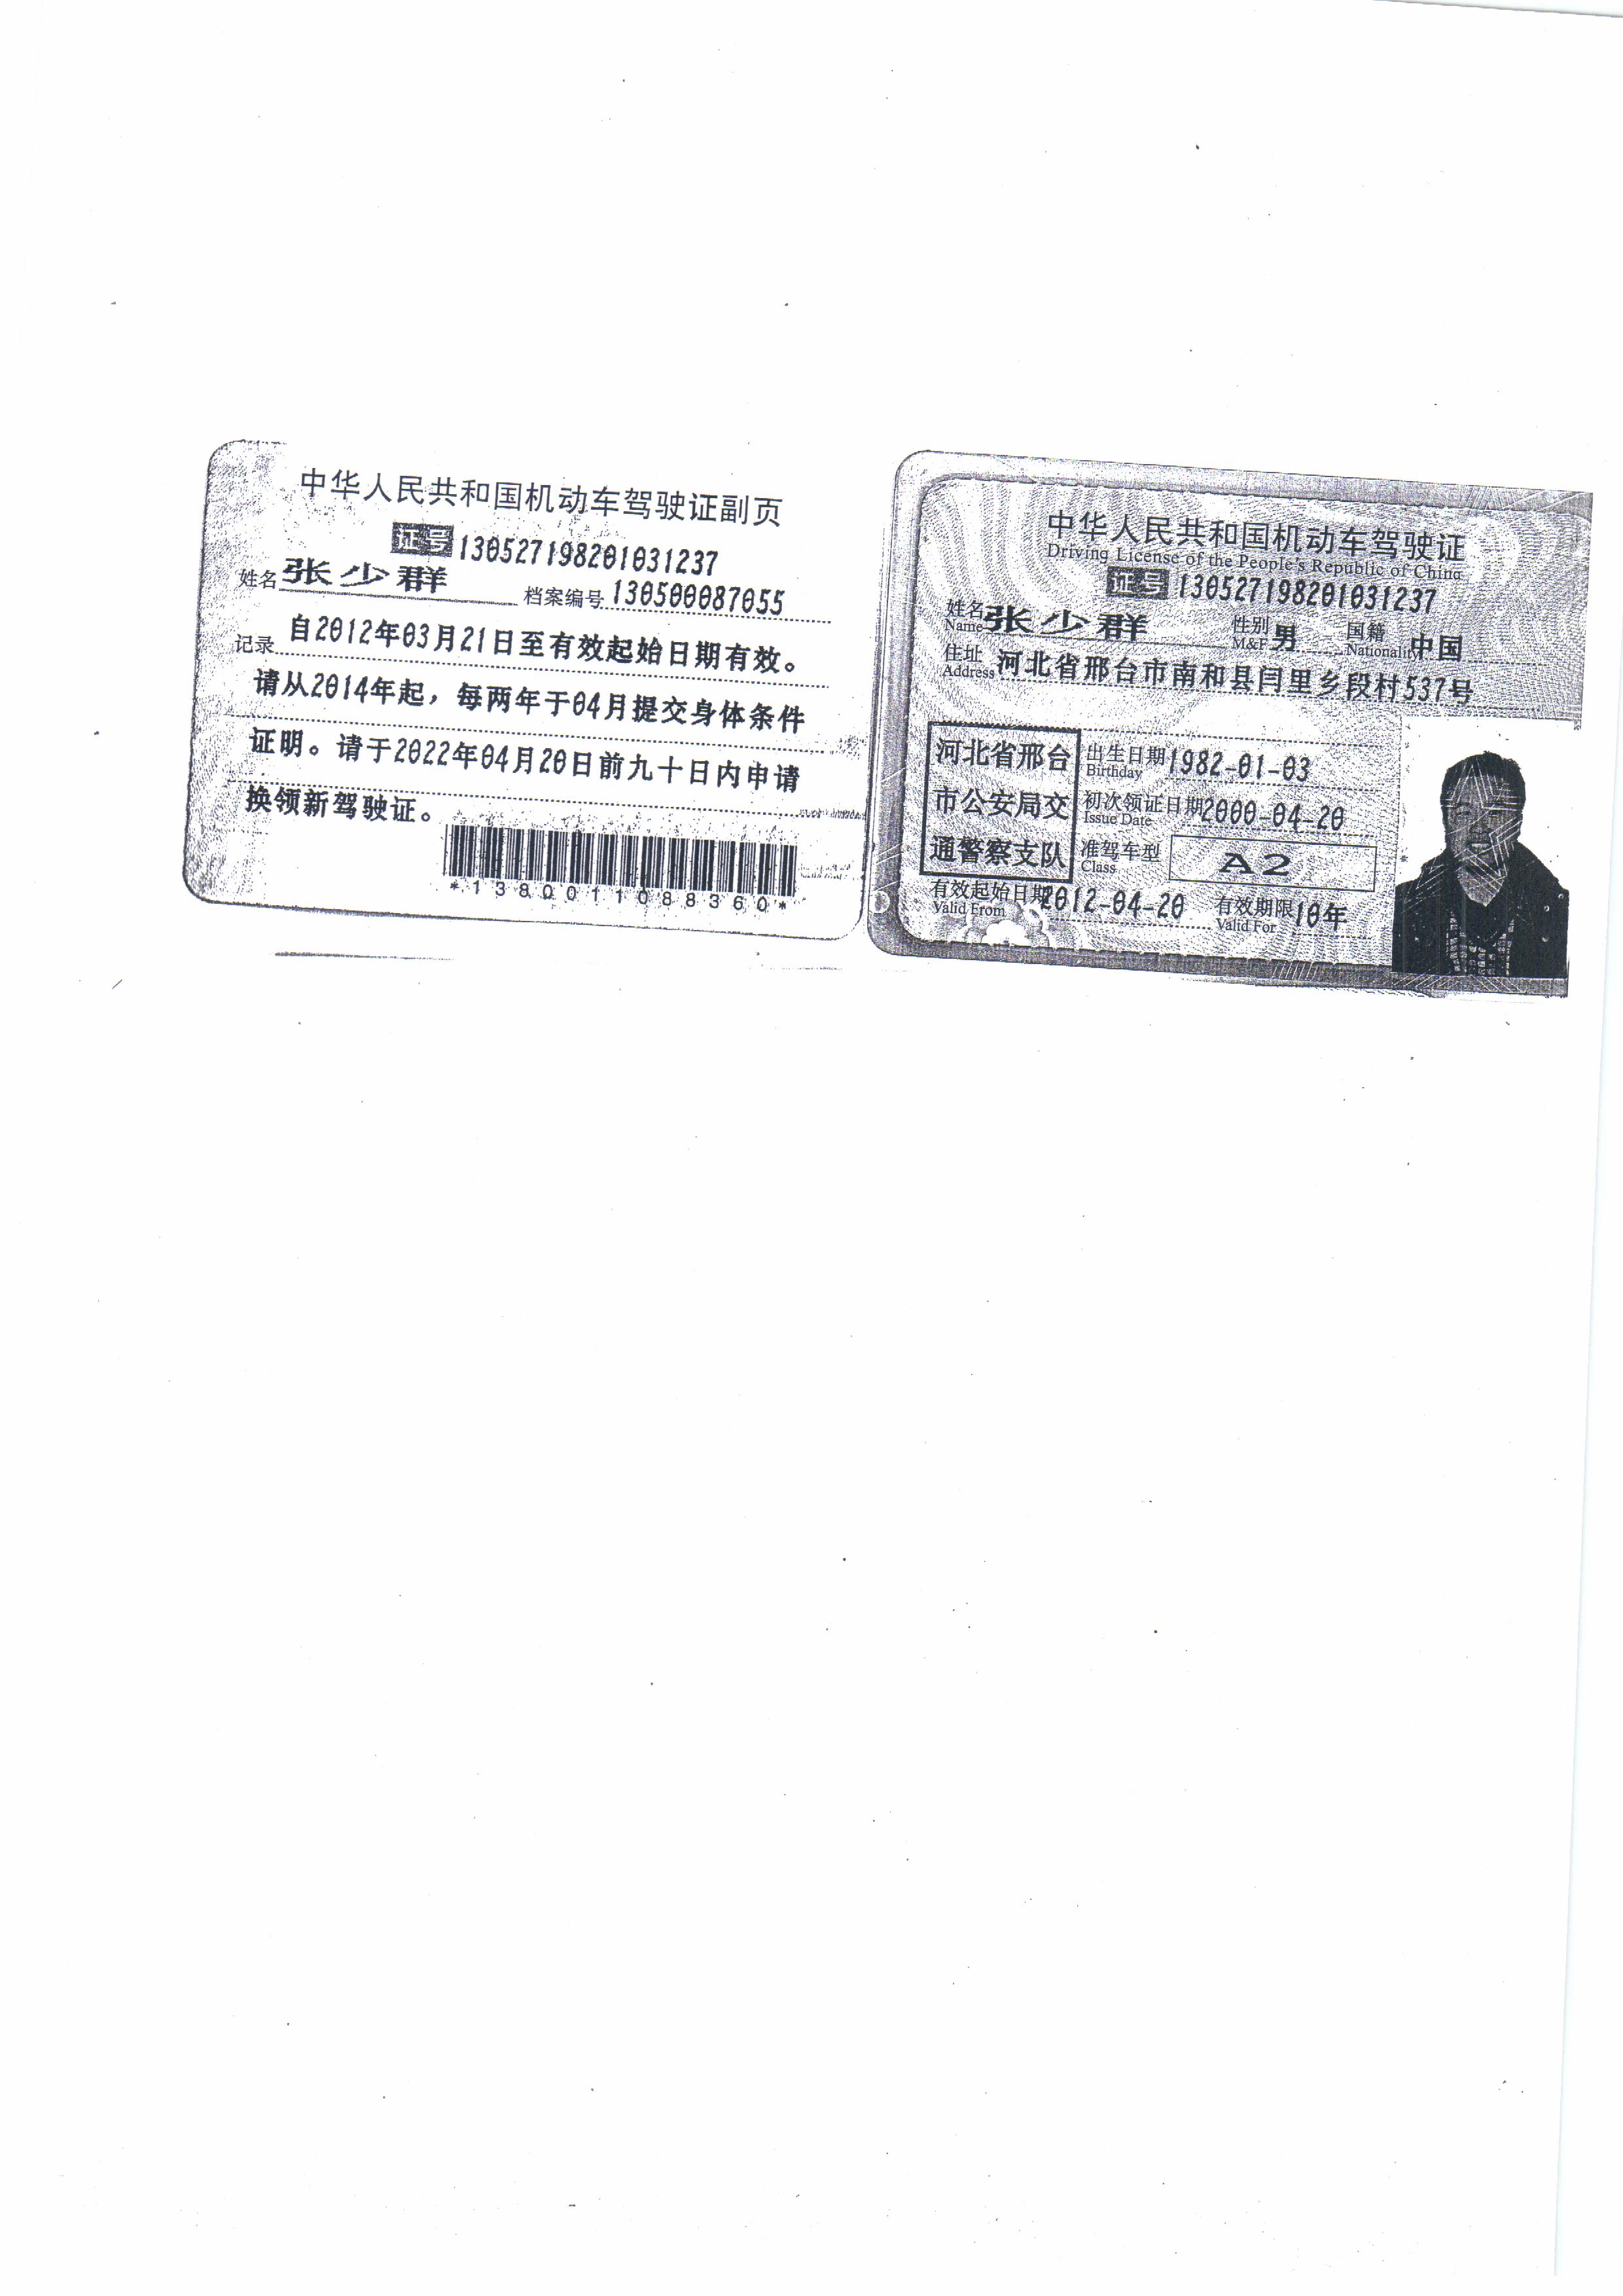 中华人民共和国机动车驾驶证副页
证号 130527198201031237
姓名 张少群 档案编号 130500087055
记录 自2012年03月21日至有效起始日期有效。
请从2014年起，每两年于04月提交身体条件
证明。请于2022年04月20日前九十日内申请
换领新驾驶证。
*1380011088360*
中华人民共和国机动车驾驶证
Driving License of the People's Republic of China
证号 130527198201031237
姓名 张少群 性别 男 国籍 中国
Name M&F Nationality
住址 河北省邢台市南和县闫里乡段村537号
Address
河北省邢台
市公安局交
通警察支队
出生日期 1982-01-03
Birthday
初次领证日期 2000-04-20
Issue Date
准驾车型 A2
Class
有效起始日期 2012-04-20 有效期限 10年
Valid From Valid For